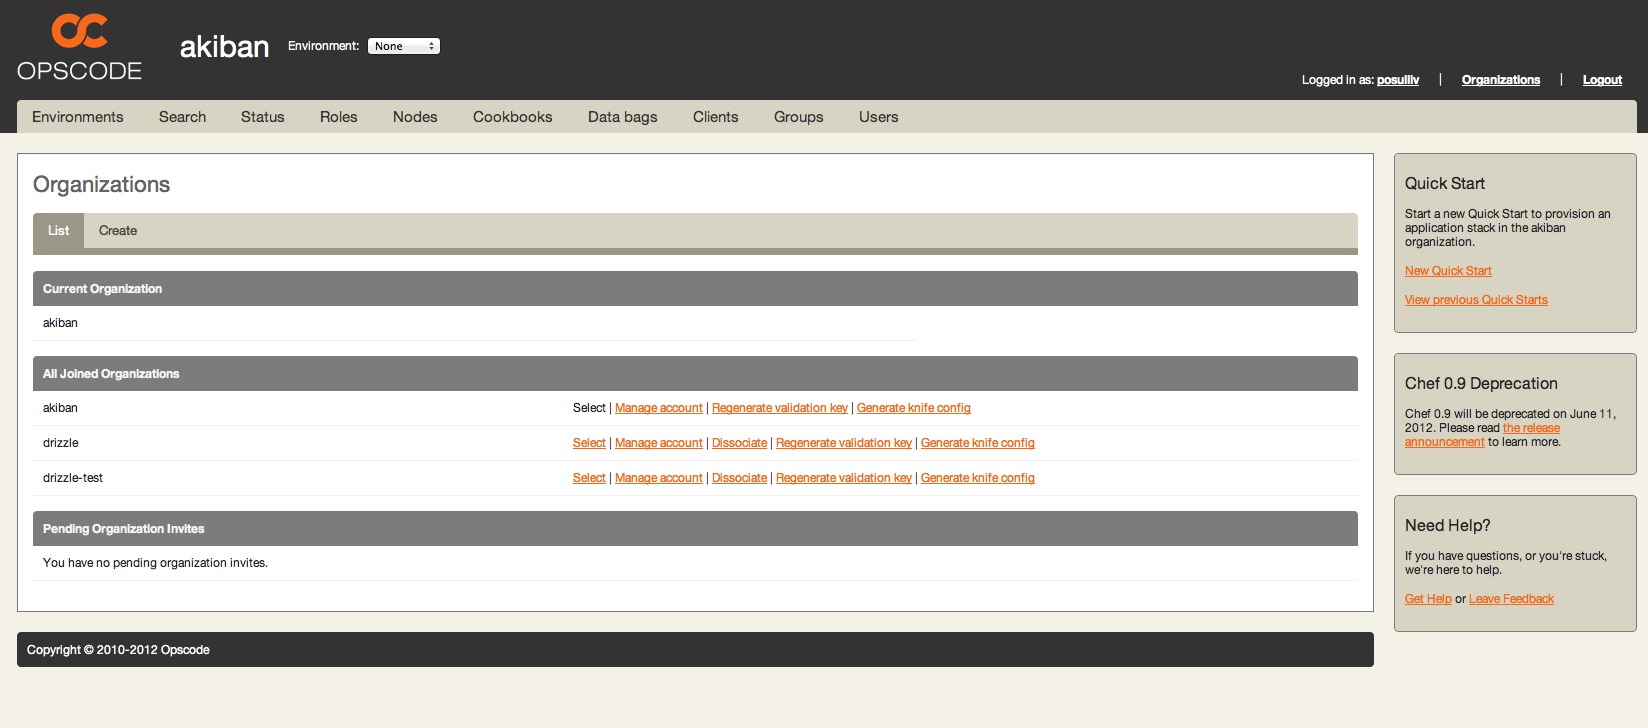 OPSCODE
akiban Environment: None
Logged in as: posulliv | Organizations | Logout
Environments Search Status Roles Nodes Cookbooks Data bags Clients Groups Users
Organizations
List Create
Current Organization
akiban
All Joined Organizations
akiban Select | Manage account | Regenerate validation key | Generate knife config
drizzle Select | Manage account | Dissociate | Regenerate validation key | Generate knife config
drizzle-test Select | Manage account | Dissociate | Regenerate validation key | Generate knife config
Pending Organization Invites
You have no pending organization invites.
Quick Start
Start a new Quick Start to provision an
application stack in the akiban
organization.
New Quick Start
View previous Quick Starts
Chef 0.9 Deprecation
Chef 0.9 will be deprecated on June 11,
2012. Please read the release
announcement to learn more.
Need Help?
If you have questions, or you're stuck,
we're here to help.
Get Help or Leave Feedback
Copyright © 2010-2012 Opscode